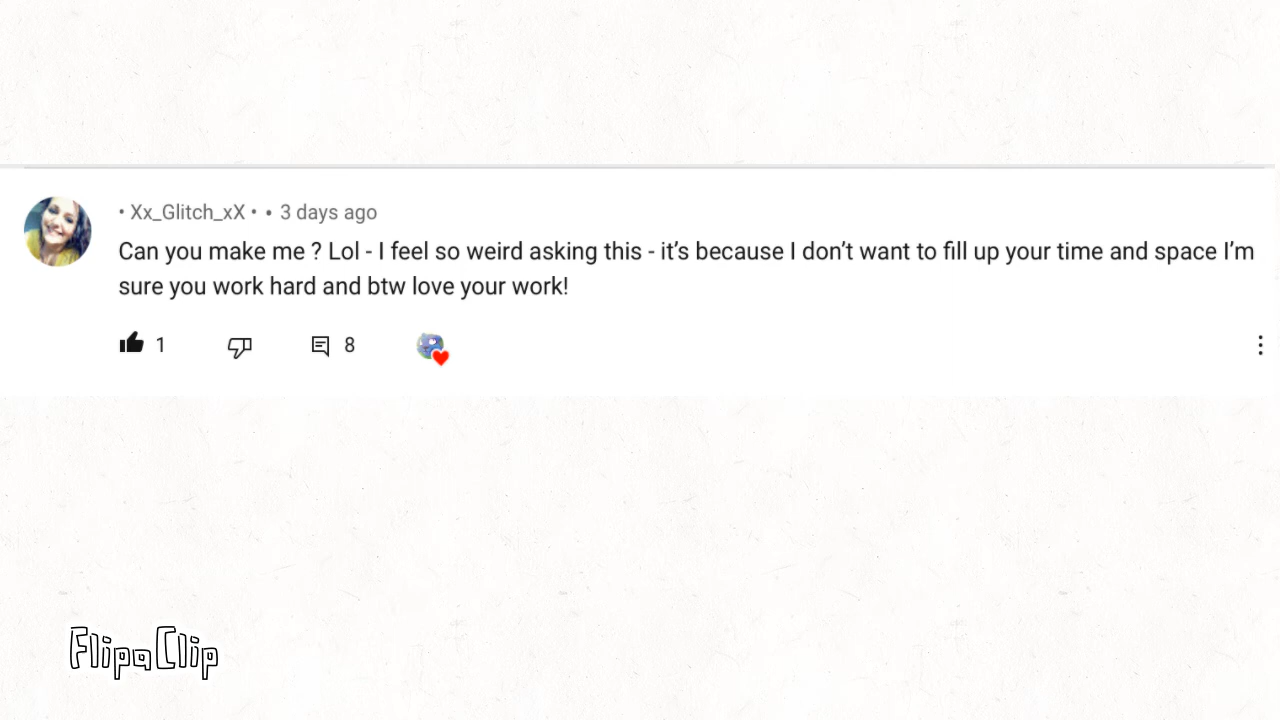 • Xx_Glitch_xX • • 3 days ago
Can you make me ? Lol - I feel so weird asking this - it’s because I don’t want to fill up your time and space I’m
sure you work hard and btw love your work!
1 8
FlipaClip